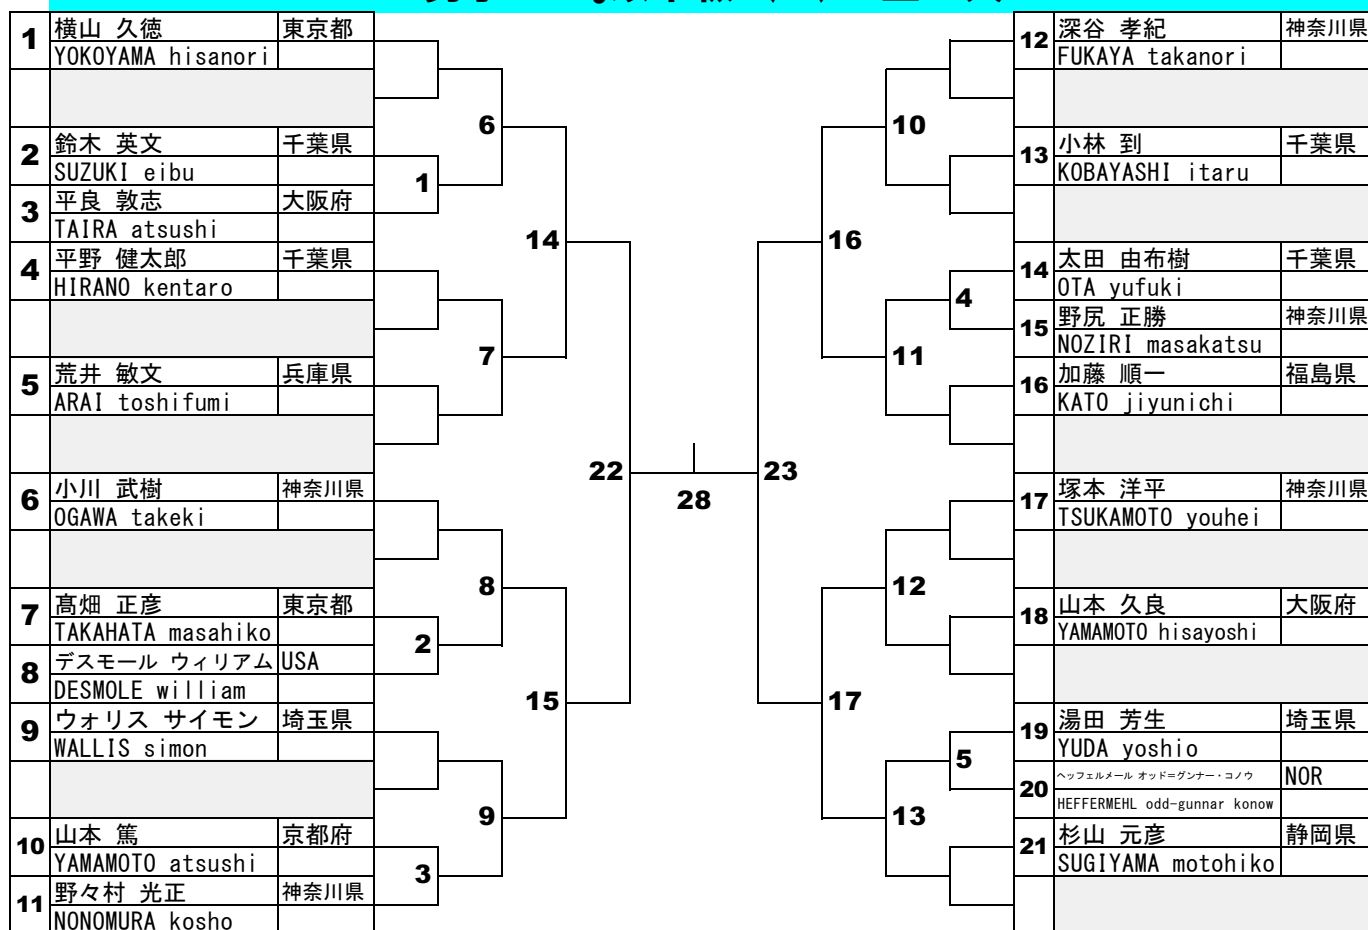 1 横山 久徳 東京都
YOKOYAMA hisanori
2 鈴木 英文 千葉県
SUZUKI eibu
3 平良 敦志 大阪府
TAIRA atsushi
4 平野 健太郎 千葉県
HIRANO kentaro
5 荒井 敏文 兵庫県
ARAI toshifumi
6 小川 武樹 神奈川県
OGAWA takeki
7 髙畑 正彦 東京都
TAKAHATA masahiko
8 デスモール ウィリアム USA
DESMOLE william
9 ウォリス サイモン 埼玉県
WALLIS simon
10 山本 篤 京都府
YAMAMOTO atsushi
11 野々村 光正 神奈川県
NONOMURA kosho
6
1
14
7
22
8
2
15
9
3
28
10
16
4
11
23
12
17
5
13
12 深谷 孝紀 神奈川県
FUKAYA takanori
13 小林 到 千葉県
KOBAYASHI itaru
14 太田 由布樹 千葉県
OTA yufuki
15 野尻 正勝 神奈川県
NOZIRI masakatsu
16 加藤 順一 福島県
KATO jiyunichi
17 塚本 洋平 神奈川県
TSUKAMOTO youhei
18 山本 久良 大阪府
YAMAMOTO hisayoshi
19 湯田 芳生 埼玉県
YUDA yoshio
20 ヘッフェルメール オッド=グンナー・コノウ NOR
HEFFERMEHL odd-gunnar konow
21 杉山 元彦 静岡県
SUGIYAMA motohiko